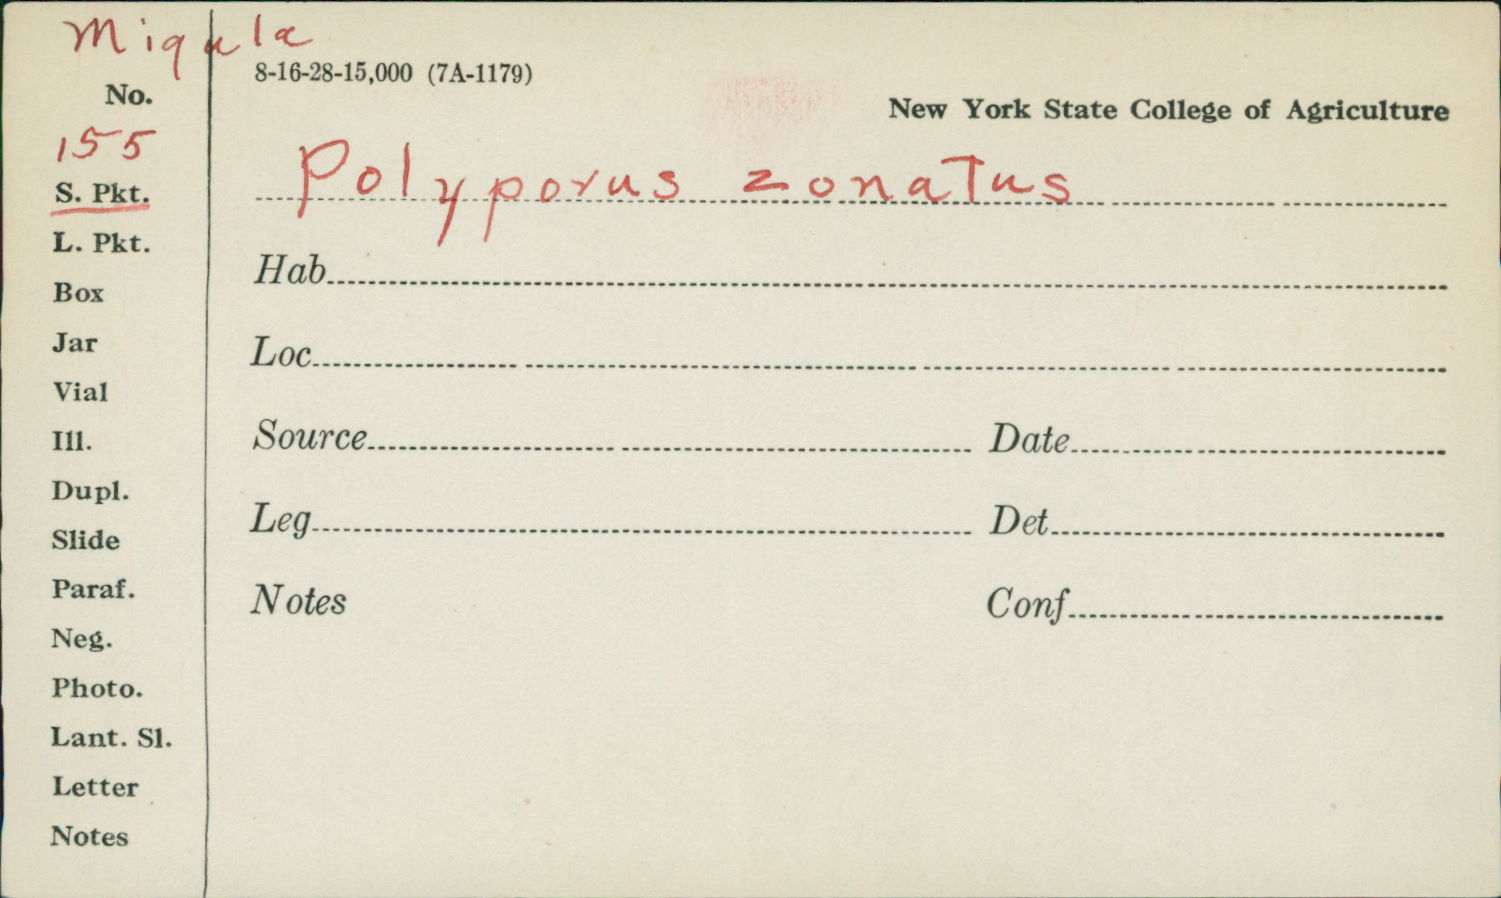 Miqula
8-16-28-15,000 (7A-1179)
No.
New York State College of Agriculture
155
Polyporus zonatus
S. Pkt.
L. Pkt.
Hab
Box
Jar
Loc
Vial
Ill.
Source Date
Dupl.
Slide
Leg Det
Paraf.
Notes Conf
Neg.
Photo.
Lant. Sl.
Letter
Notes